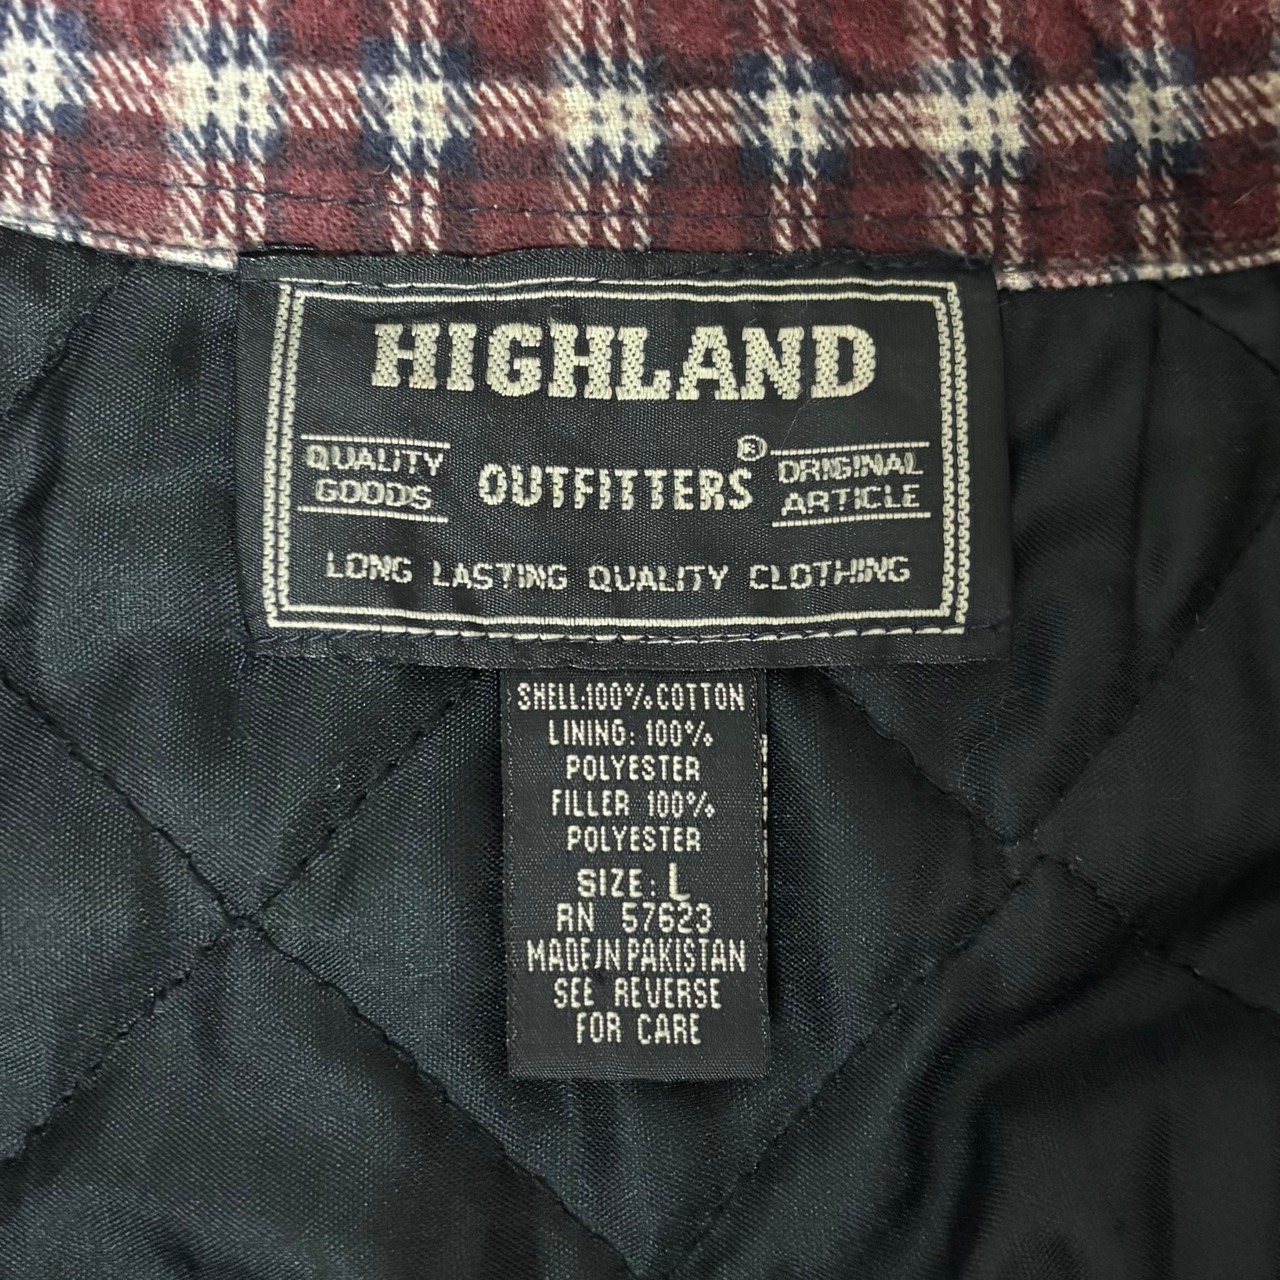 HIGHLAND
QUALITY
GOODS
OUTFITTERS®
ORIGINAL
ARTICLE
LONG LASTING QUALITY CLOTHING
SHELL:100% COTTON
LINING: 100%
POLYESTER
FILLER 100%
POLYESTER
SIZE: L
RN 57623
MADE IN PAKISTAN
SEE REVERSE
FOR CARE